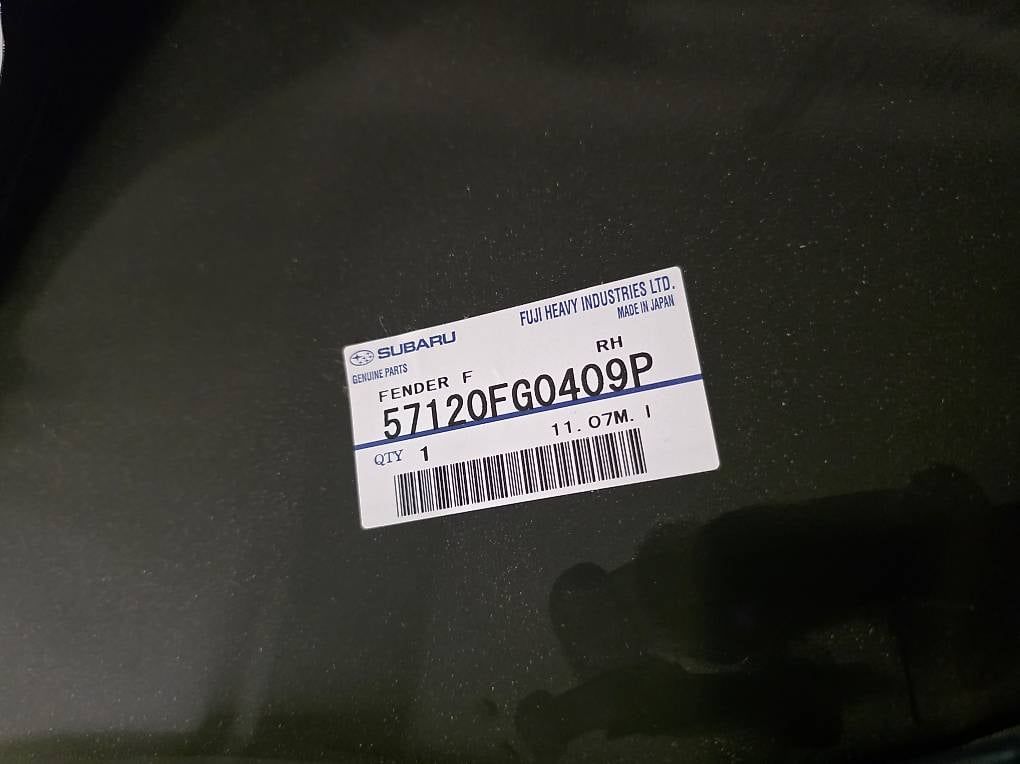 SUBARU
FUJI HEAVY INDUSTRIES LTD.
GENUINE PARTS
MADE IN JAPAN
FENDER F
RH
57120FG0409P
QTY 1
11. 07M. I